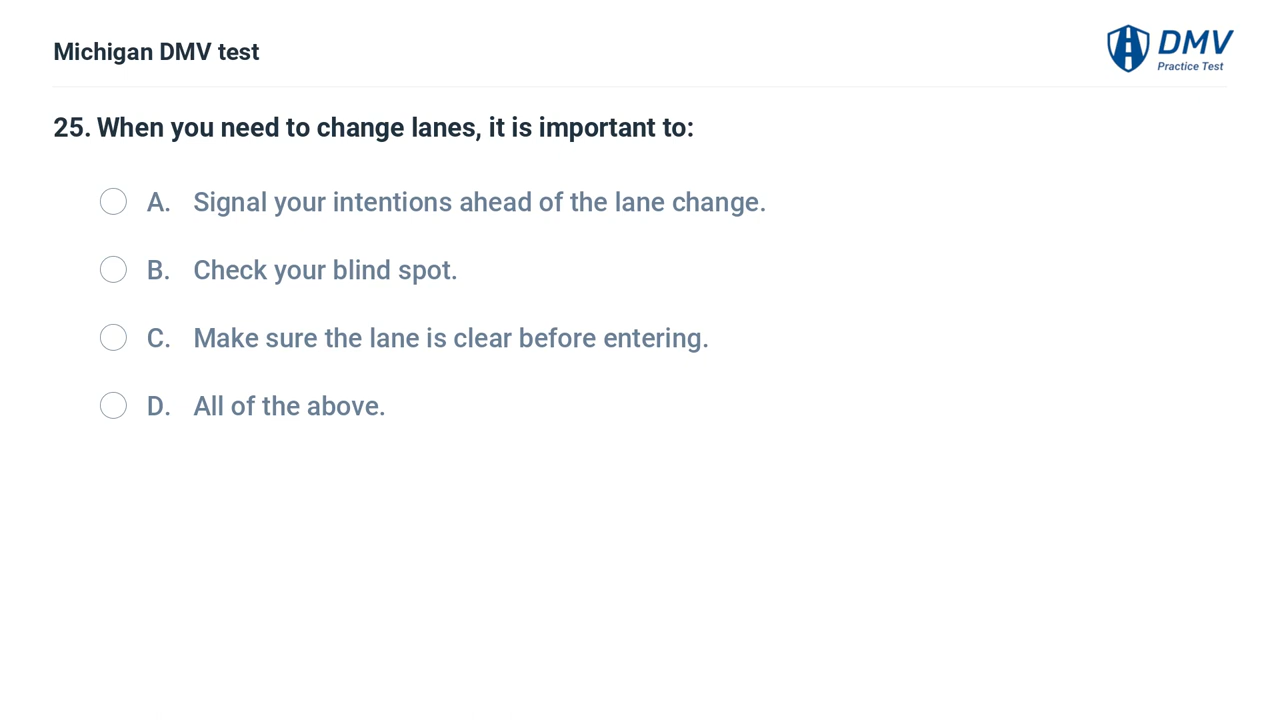 Michigan DMV test
DMV
Practice Test
25. When you need to change lanes, it is important to:
A. Signal your intentions ahead of the lane change.
B. Check your blind spot.
C. Make sure the lane is clear before entering.
D. All of the above.